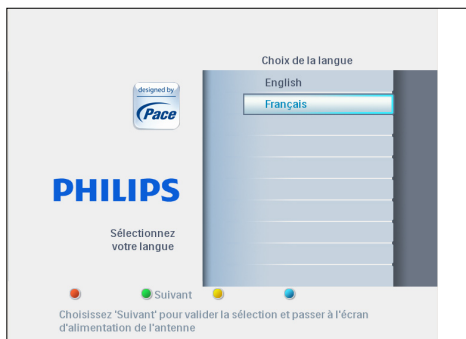 Choix de la langue
English
Français
designed by
Pace
PHILIPS
Sélectionnez
votre langue
Suivant
Choisissez 'Suivant' pour valider la sélection et passer à l'écran
d'alimentation de l'antenne